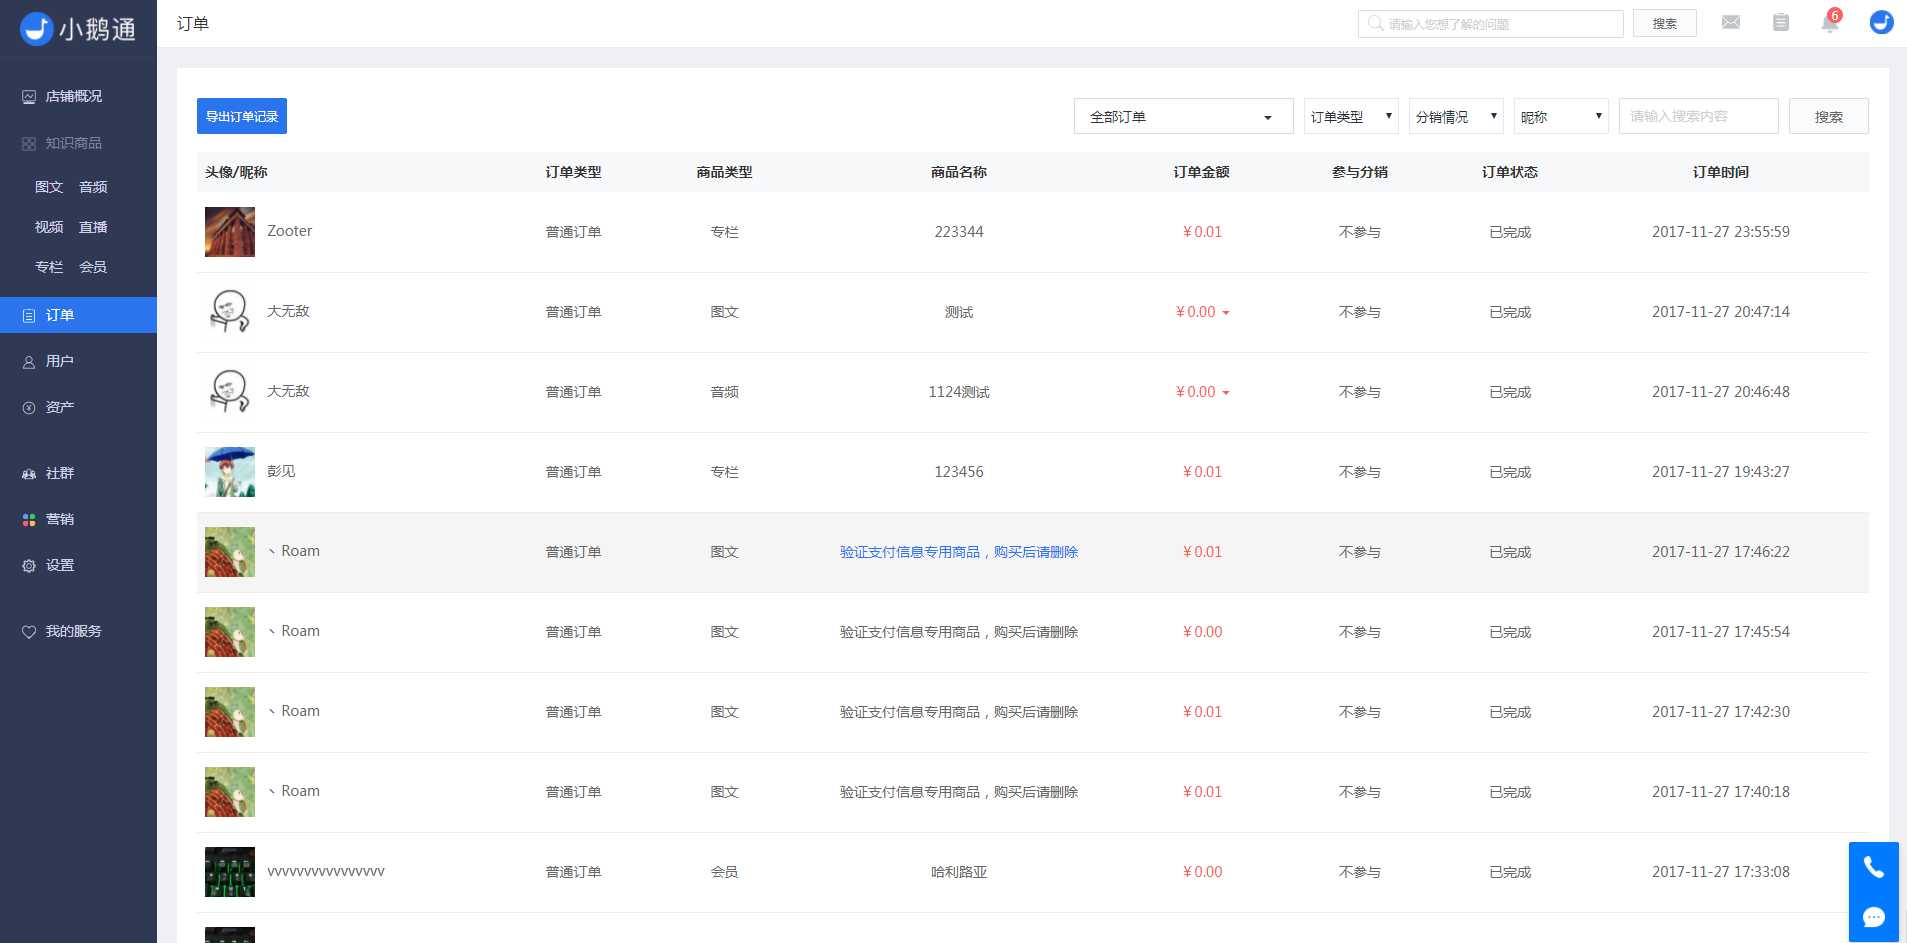 小鹅通
订单
请输入您想了解的问题
搜索
6
店铺概况
知识商品
图文 音频
视频 直播
专栏 会员
订单
用户
资产
社群
营销
设置
我的服务
导出订单记录
全部订单
订单类型
分销情况
昵称
请输入搜索内容
搜索
头像/昵称 订单类型 商品类型 商品名称 订单金额 参与分销 订单状态 订单时间
Zooter 普通订单 专栏 223344 ¥0.01 不参与 已完成 2017-11-27 23:55:59
大无敌 普通订单 图文 测试 ¥0.00 不参与 已完成 2017-11-27 20:47:14
大无敌 普通订单 音频 1124测试 ¥0.00 不参与 已完成 2017-11-27 20:46:48
彭见 普通订单 专栏 123456 ¥0.01 不参与 已完成 2017-11-27 19:43:27
丶Roam 普通订单 图文 验证支付信息专用商品，购买后请删除 ¥0.01 不参与 已完成 2017-11-27 17:46:22
丶Roam 普通订单 图文 验证支付信息专用商品，购买后请删除 ¥0.00 不参与 已完成 2017-11-27 17:45:54
丶Roam 普通订单 图文 验证支付信息专用商品，购买后请删除 ¥0.01 不参与 已完成 2017-11-27 17:42:30
丶Roam 普通订单 图文 验证支付信息专用商品，购买后请删除 ¥0.01 不参与 已完成 2017-11-27 17:40:18
vvvvvvvvvvvvvvvv 普通订单 会员 哈利路亚 ¥0.00 不参与 已完成 2017-11-27 17:33:08